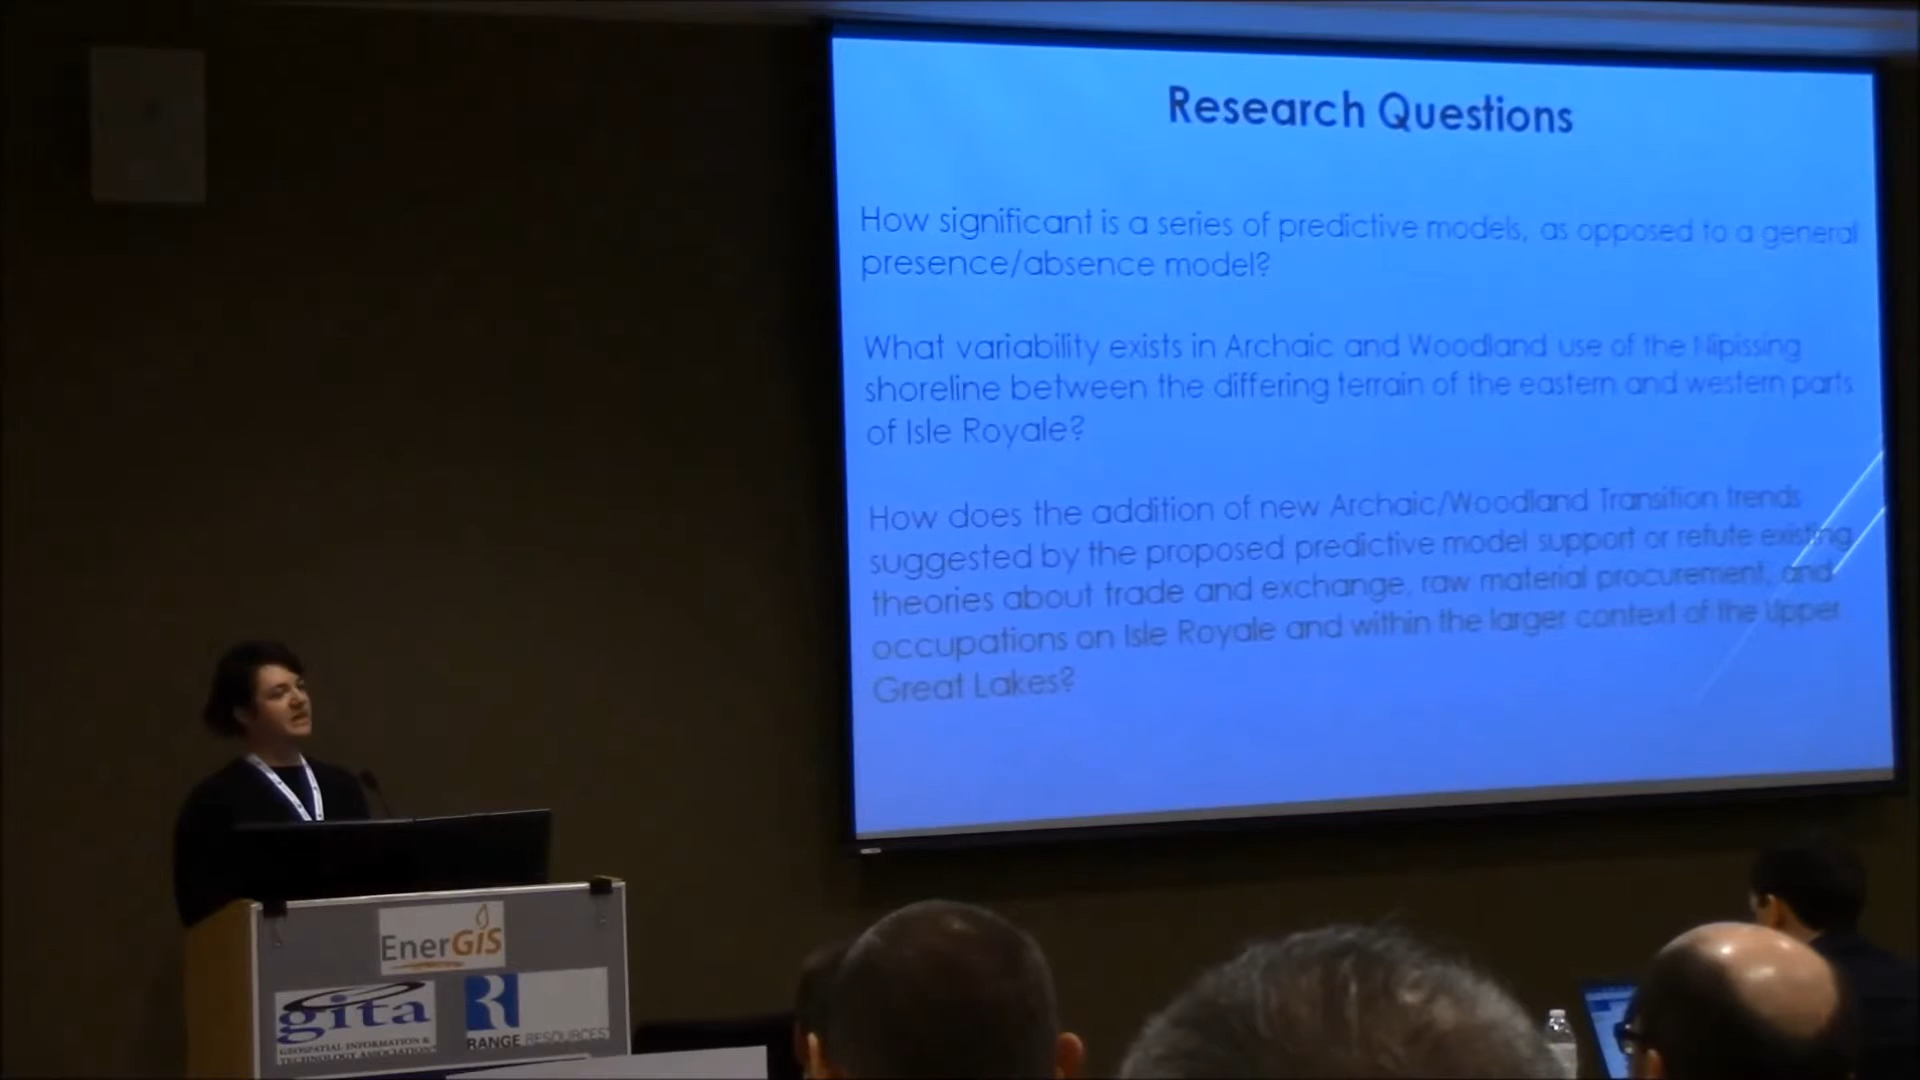 Research Questions
How significant is a series of predictive models, as opposed to a general
presence/absence model?
What variability exists in Archaic and Woodland use of the Nipissing
shoreline between the differing terrain of the eastern and western parts
of Isle Royale?
How does the addition of new Archaic/Woodland Transition trends
suggested by the proposed predictive model support or refute existing
theories about trade and exchange, raw material procurement, and
occupations on Isle Royale and within the larger context of the Upper
Great Lakes?
EnerGIS
gita
GEOSPATIAL INFORMATION &
TECHNOLOGY ASSOCIATION
R
RANGE RESOURCES